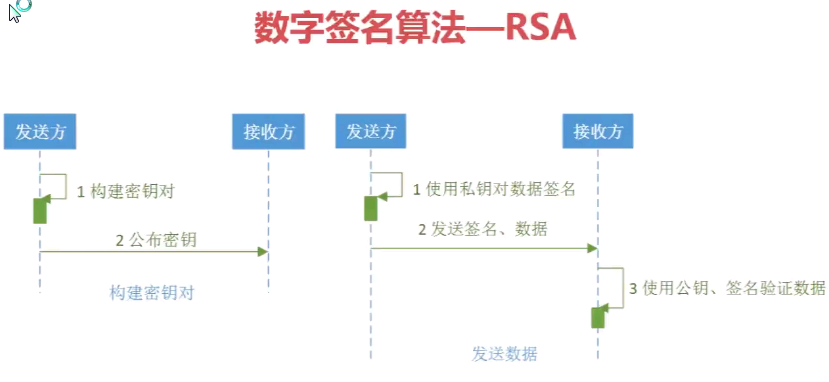 数字签名算法—RSA
发送方
接收方
1 构建密钥对
2 公布密钥
构建密钥对
发送方
接收方
1 使用私钥对数据签名
2 发送签名、数据
3 使用公钥、签名验证数据
发送数据